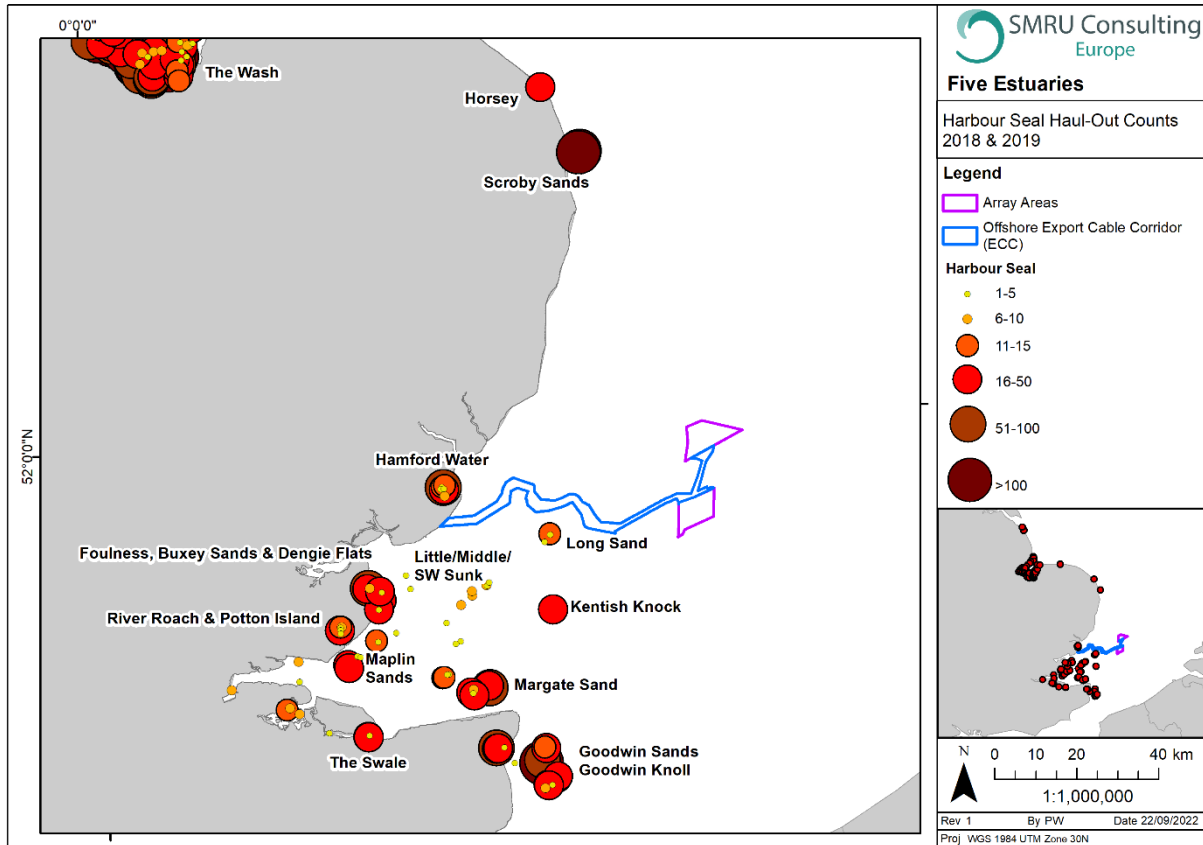 0°0'0"
52°0'0"N
The Wash
Horsey
Scroby Sands
Hamford Water
Long Sand
Foulness, Buxey Sands & Dengie Flats
Little/Middle/
SW Sunk
Kentish Knock
River Roach & Potton Island
Maplin
Sands
Margate Sand
The Swale
Goodwin Sands
Goodwin Knoll
SMRU Consulting
Europe
Five Estuaries
Harbour Seal Haul-Out Counts
2018 & 2019
Legend
Array Areas
Offshore Export Cable Corridor
(ECC)
Harbour Seal
1-5
6-10
11-15
16-50
51-100
>100
N
0 10 20 40 km
1:1,000,000
Rev 1 By PW Date 22/09/2022
Proj WGS 1984 UTM Zone 30N